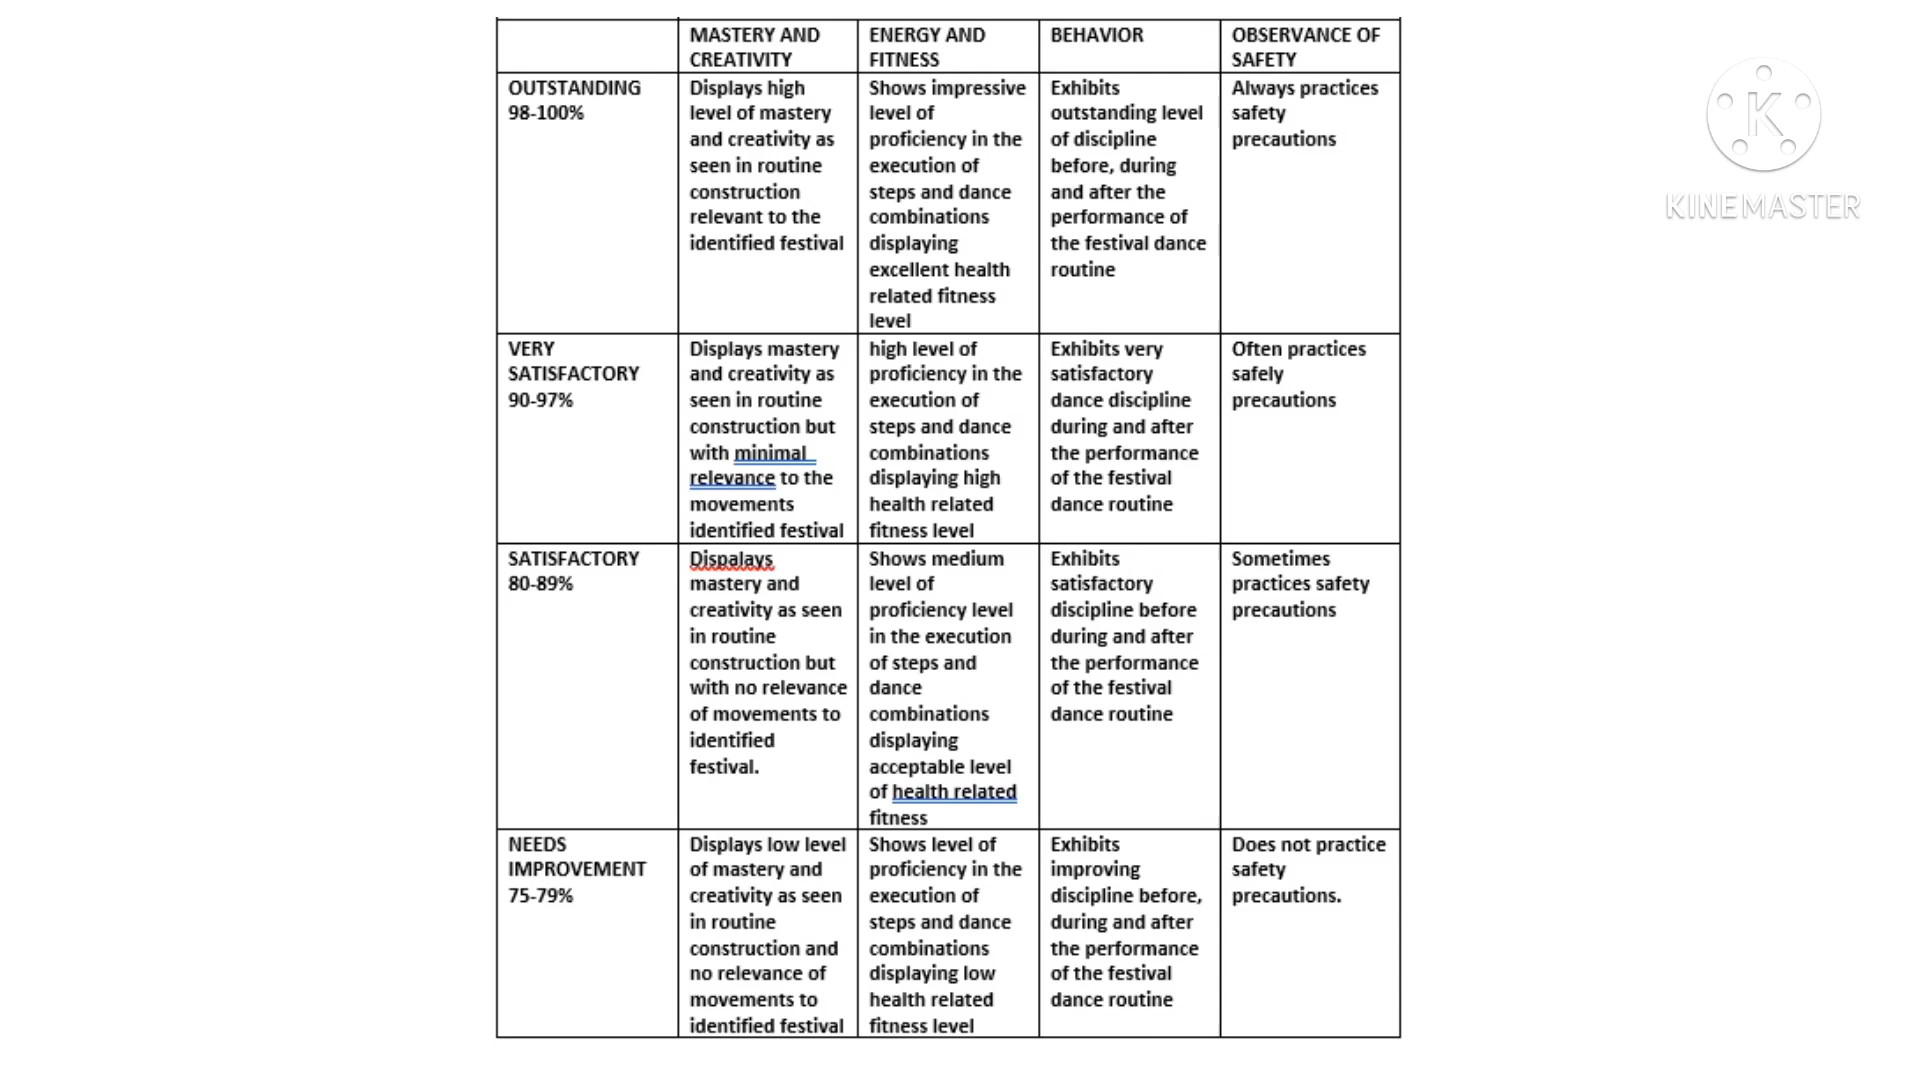 MASTERY AND
CREATIVITY
ENERGY AND
FITNESS
BEHAVIOR
OBSERVANCE OF
SAFETY
OUTSTANDING
98-100%
Displays high
level of mastery
and creativity as
seen in routine
construction
relevant to the
identified festival
Shows impressive
level of
proficiency in the
execution of
steps and dance
combinations
displaying
excellent health
related fitness
level
Exhibits
outstanding level
of discipline
before, during
and after the
performance of
the festival dance
routine
Always practices
safety
precautions
VERY
SATISFACTORY
90-97%
Displays mastery
and creativity as
seen in routine
construction but
with minimal
relevance to the
movements
identified festival
high level of
proficiency in the
execution of
steps and dance
combinations
displaying high
health related
fitness level
Exhibits very
satisfactory
dance discipline
during and after
the performance
of the festival
dance routine
Often practices
safely
precautions
SATISFACTORY
80-89%
Dispalays
mastery and
creativity as seen
in routine
construction but
with no relevance
of movements to
identified
festival.
Shows medium
level of
proficiency level
in the execution
of steps and
dance
combinations
displaying
acceptable level
of health related
fitness
Exhibits
satisfactory
discipline before
during and after
the performance
of the festival
dance routine
Sometimes
practices safety
precautions
NEEDS
IMPROVEMENT
75-79%
Displays low level
of mastery and
creativity as seen
in routine
construction and
no relevance of
movements to
identified festival
Shows level of
proficiency in the
execution of
steps and dance
combinations
displaying low
health related
fitness level
Exhibits
improving
discipline before,
during and after
the performance
of the festival
dance routine
Does not practice
safety
precautions.
K
KINEMASTER